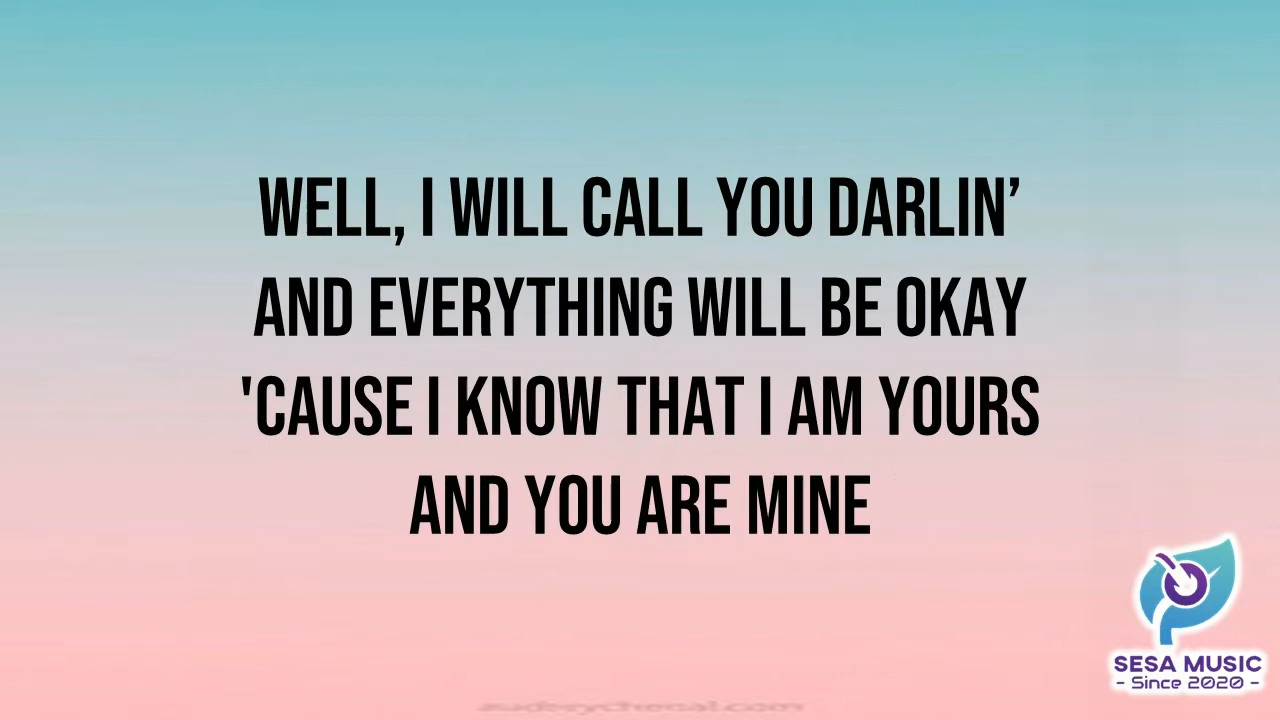 WELL, I WILL CALL YOU DARLIN’
AND EVERYTHING WILL BE OKAY
'CAUSE I KNOW THAT I AM YOURS
AND YOU ARE MINE
SESA MUSIC
- Since 2020 -